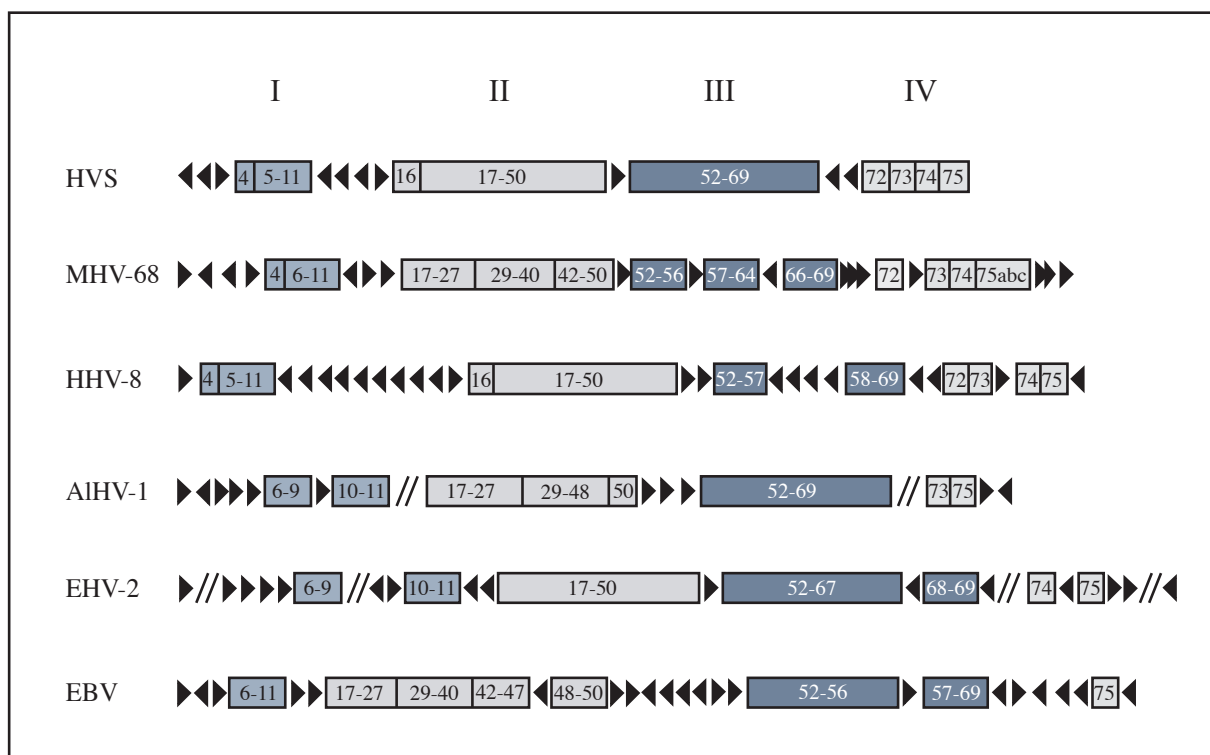 I II III IV
HVS 4 5-11 16 17-50 52-69 72 73 74 75
MHV-68 4 6-11 17-27 29-40 42-50 52-56 57-64 66-69 72 73 74 75abc
HHV-8 4 5-11 16 17-50 52-57 58-69 72 73 74 75
AlHV-1 6-9 10-11 // 17-27 29-48 50 52-69 // 73 75
EHV-2 // 6-9 // 10-11 17-50 52-67 68-69 // 74 75 //
EBV 6-11 17-27 29-40 42-47 48-50 52-56 57-69 75